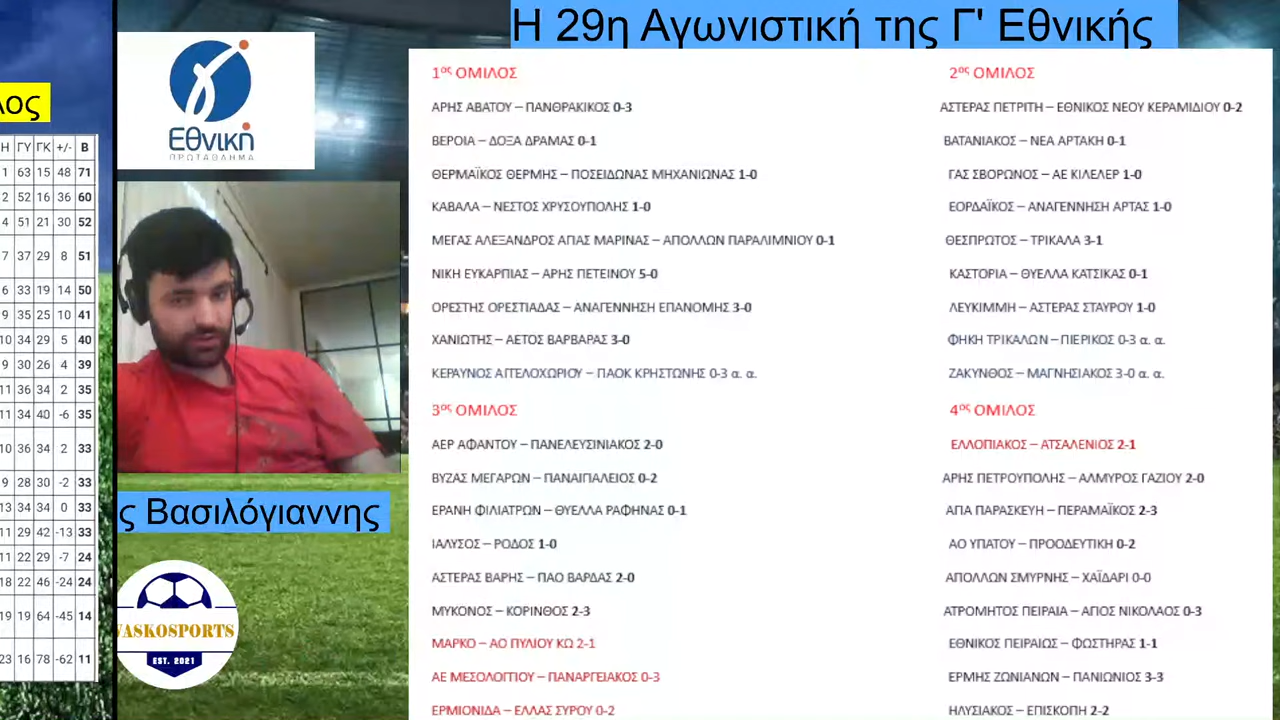 Η 29η Αγωνιστική της Γ' Εθνικής
λος
Η ΓΥ ΓΚ +/- Β
1 63 15 48 71
2 52 16 36 60
4 51 21 30 52
7 37 29 8 51
6 33 19 14 50
9 35 25 10 41
10 34 29 5 40
9 30 26 4 39
11 36 34 2 35
11 34 40 -6 35
10 36 34 2 33
9 28 30 -2 33
13 34 34 0 33
11 29 42 -13 33
11 22 29 -7 24
18 22 46 -24 24
19 19 64 -45 14
23 16 78 -62 11
Εθνική
ΠΡΩΤΑΘΛΗΜΑ
ς Βασιλόγιαννης
VASKOSPORTS
EST. 2021
1ος ΟΜΙΛΟΣ
ΑΡΗΣ ΑΒΑΤΟΥ – ΠΑΝΘΡΑΚΙΚΟΣ 0-3
ΒΕΡΟΙΑ – ΔΟΞΑ ΔΡΑΜΑΣ 0-1
ΘΕΡΜΑΪΚΟΣ ΘΕΡΜΗΣ – ΠΟΣΕΙΔΩΝΑΣ ΜΗΧΑΝΙΩΝΑΣ 1-0
ΚΑΒΑΛΑ – ΝΕΣΤΟΣ ΧΡΥΣΟΥΠΟΛΗΣ 1-0
ΜΕΓΑΣ ΑΛΕΞΑΝΔΡΟΣ ΑΓΙΑΣ ΜΑΡΙΝΑΣ – ΑΠΟΛΛΩΝ ΠΑΡΑΛΙΜΝΙΟΥ 0-1
ΝΙΚΗ ΕΥΚΑΡΠΙΑΣ – ΑΡΗΣ ΠΕΤΕΙΝΟΥ 5-0
ΟΡΕΣΤΗΣ ΟΡΕΣΤΙΑΔΑΣ – ΑΝΑΓΕΝΝΗΣΗ ΕΠΑΝΟΜΗΣ 3-0
ΧΑΝΙΩΤΗΣ – ΑΕΤΟΣ ΒΑΡΒΑΡΑΣ 3-0
ΚΕΡΑΥΝΟΣ ΑΓΓΕΛΟΧΩΡΙΟΥ – ΠΑΟΚ ΚΡΗΣΤΩΝΗΣ 0-3 α. α.
2ος ΟΜΙΛΟΣ
ΑΣΤΕΡΑΣ ΠΕΤΡΙΤΗ – ΕΘΝΙΚΟΣ ΝΕΟΥ ΚΕΡΑΜΙΔΙΟΥ 0-2
ΒΑΤΑΝΙΑΚΟΣ – ΝΕΑ ΑΡΤΑΚΗ 0-1
ΓΑΣ ΣΒΟΡΩΝΟΣ – ΑΕ ΚΙΛΕΛΕΡ 1-0
ΕΟΡΔΑΪΚΟΣ – ΑΝΑΓΕΝΝΗΣΗ ΑΡΤΑΣ 1-0
ΘΕΣΠΡΩΤΟΣ – ΤΡΙΚΑΛΑ 3-1
ΚΑΣΤΟΡΙΑ – ΘΥΕΛΛΑ ΚΑΤΣΙΚΑΣ 0-1
ΛΕΥΚΙΜΜΗ – ΑΣΤΕΡΑΣ ΣΤΑΥΡΟΥ 1-0
ΦΗΚΗ ΤΡΙΚΑΛΩΝ – ΠΙΕΡΙΚΟΣ 0-3 α. α.
ΖΑΚΥΝΘΟΣ – ΜΑΓΝΗΣΙΑΚΟΣ 3-0 α. α.
3ος ΟΜΙΛΟΣ
ΑΕΡ ΑΦΑΝΤΟΥ – ΠΑΝΕΛΕΥΣΙΝΙΑΚΟΣ 2-0
ΒΥΖΑΣ ΜΕΓΑΡΩΝ – ΠΑΝΑΙΓΙΑΛΕΙΟΣ 0-2
ΕΡΑΝΗ ΦΙΛΙΑΤΡΩΝ – ΘΥΕΛΛΑ ΡΑΦΗΝΑΣ 0-1
ΙΑΛΥΣΟΣ – ΡΟΔΟΣ 1-0
ΑΣΤΕΡΑΣ ΒΑΡΗΣ – ΠΑΟ ΒΑΡΔΑΣ 2-0
ΜΥΚΟΝΟΣ – ΚΟΡΙΝΘΟΣ 2-3
ΜΑΡΚΟ – ΑΟ ΠΥΛΙΟΥ ΚΩ 2-1
ΑΕ ΜΕΣΟΛΟΓΓΙΟΥ – ΠΑΝΑΡΓΕΙΑΚΟΣ 0-3
ΕΡΜΙΟΝΙΔΑ – ΕΛΛΑΣ ΣΥΡΟΥ 0-2
4ος ΟΜΙΛΟΣ
ΕΛΛΟΠΙΑΚΟΣ – ΑΤΣΑΛΕΝΙΟΣ 2-1
ΑΡΗΣ ΠΕΤΡΟΥΠΟΛΗΣ – ΑΛΜΥΡΟΣ ΓΑΖΙΟΥ 2-0
ΑΓΙΑ ΠΑΡΑΣΚΕΥΗ – ΠΕΡΑΜΑΪΚΟΣ 2-3
ΑΟ ΥΠΑΤΟΥ – ΠΡΟΟΔΕΥΤΙΚΗ 0-2
ΑΠΟΛΛΩΝ ΣΜΥΡΝΗΣ – ΧΑΪΔΑΡΙ 0-0
ΑΤΡΟΜΗΤΟΣ ΠΕΙΡΑΙΑ – ΑΓΙΟΣ ΝΙΚΟΛΑΟΣ 0-3
ΕΘΝΙΚΟΣ ΠΕΙΡΑΙΩΣ – ΦΩΣΤΗΡΑΣ 1-1
ΕΡΜΗΣ ΖΩΝΙΑΝΩΝ – ΠΑΝΙΩΝΙΟΣ 3-3
ΗΛΥΣΙΑΚΟΣ – ΕΠΙΣΚΟΠΗ 2-2